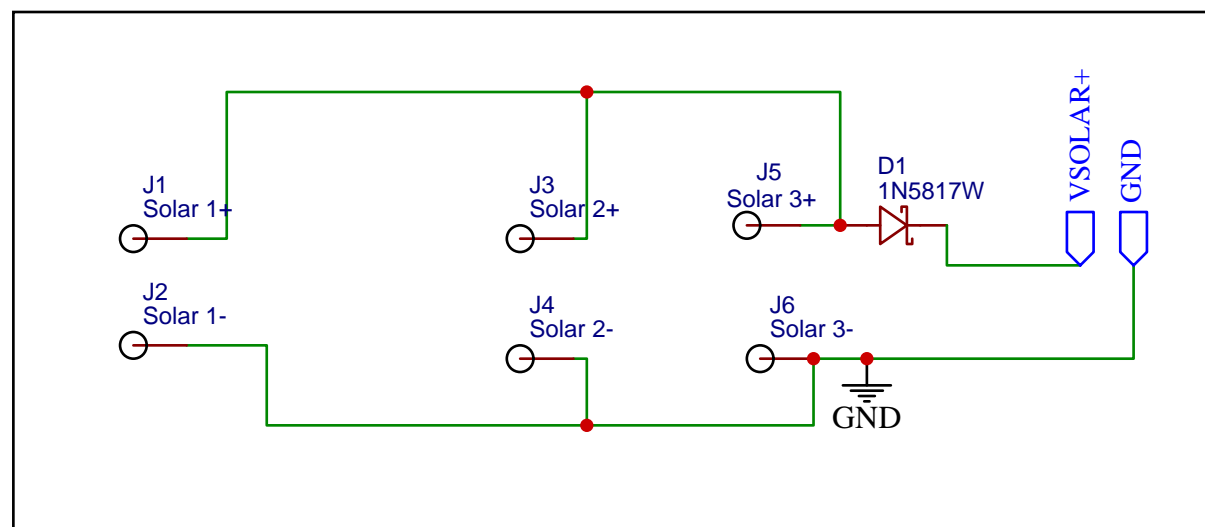 VSOLAR+
GND
J1
Solar 1+
J3
Solar 2+
J5
Solar 3+
D1
1N5817W
J2
Solar 1-
J4
Solar 2-
J6
Solar 3-
GND